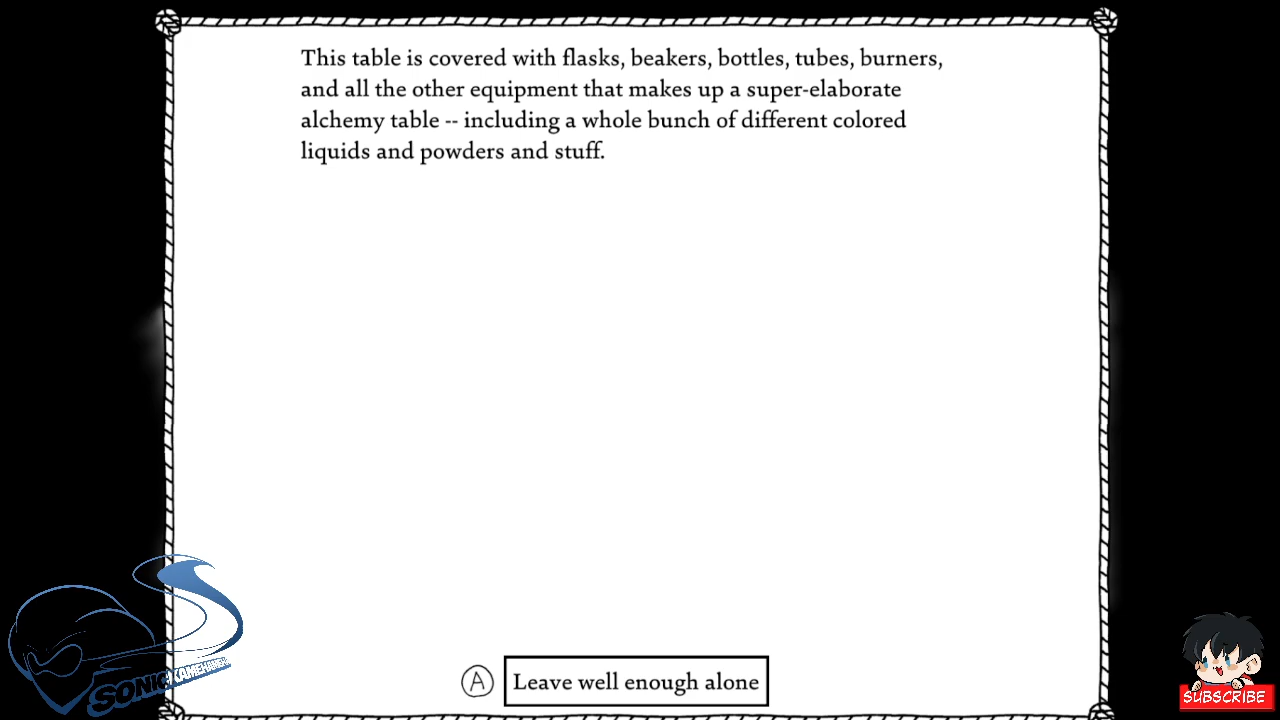 This table is covered with flasks, beakers, bottles, tubes, burners,
and all the other equipment that makes up a super-elaborate
alchemy table -- including a whole bunch of different colored
liquids and powders and stuff.
A Leave well enough alone
SONICKAMEHAMEHA
SUBSCRIBE